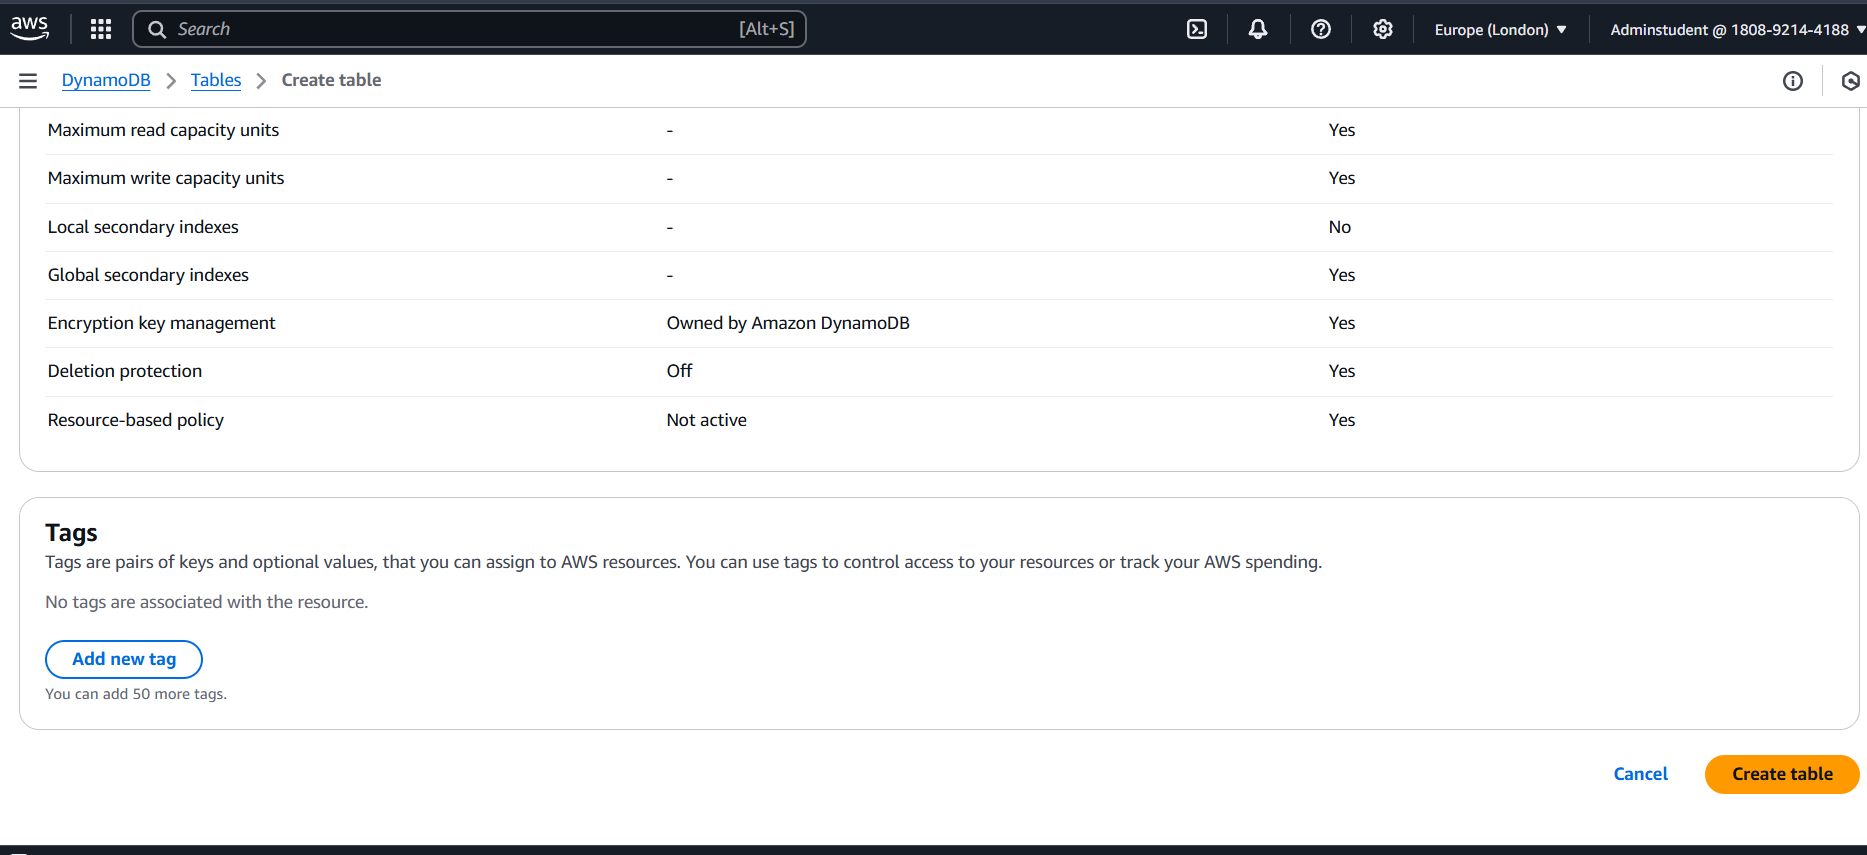 aws Search [Alt+S] Europe (London) Adminstudent @ 1808-9214-4188
DynamoDB Tables Create table
Maximum read capacity units - Yes
Maximum write capacity units - Yes
Local secondary indexes - No
Global secondary indexes - Yes
Encryption key management Owned by Amazon DynamoDB Yes
Deletion protection Off Yes
Resource-based policy Not active Yes
Tags
Tags are pairs of keys and optional values, that you can assign to AWS resources. You can use tags to control access to your resources or track your AWS spending.
No tags are associated with the resource.
Add new tag
You can add 50 more tags.
Cancel Create table